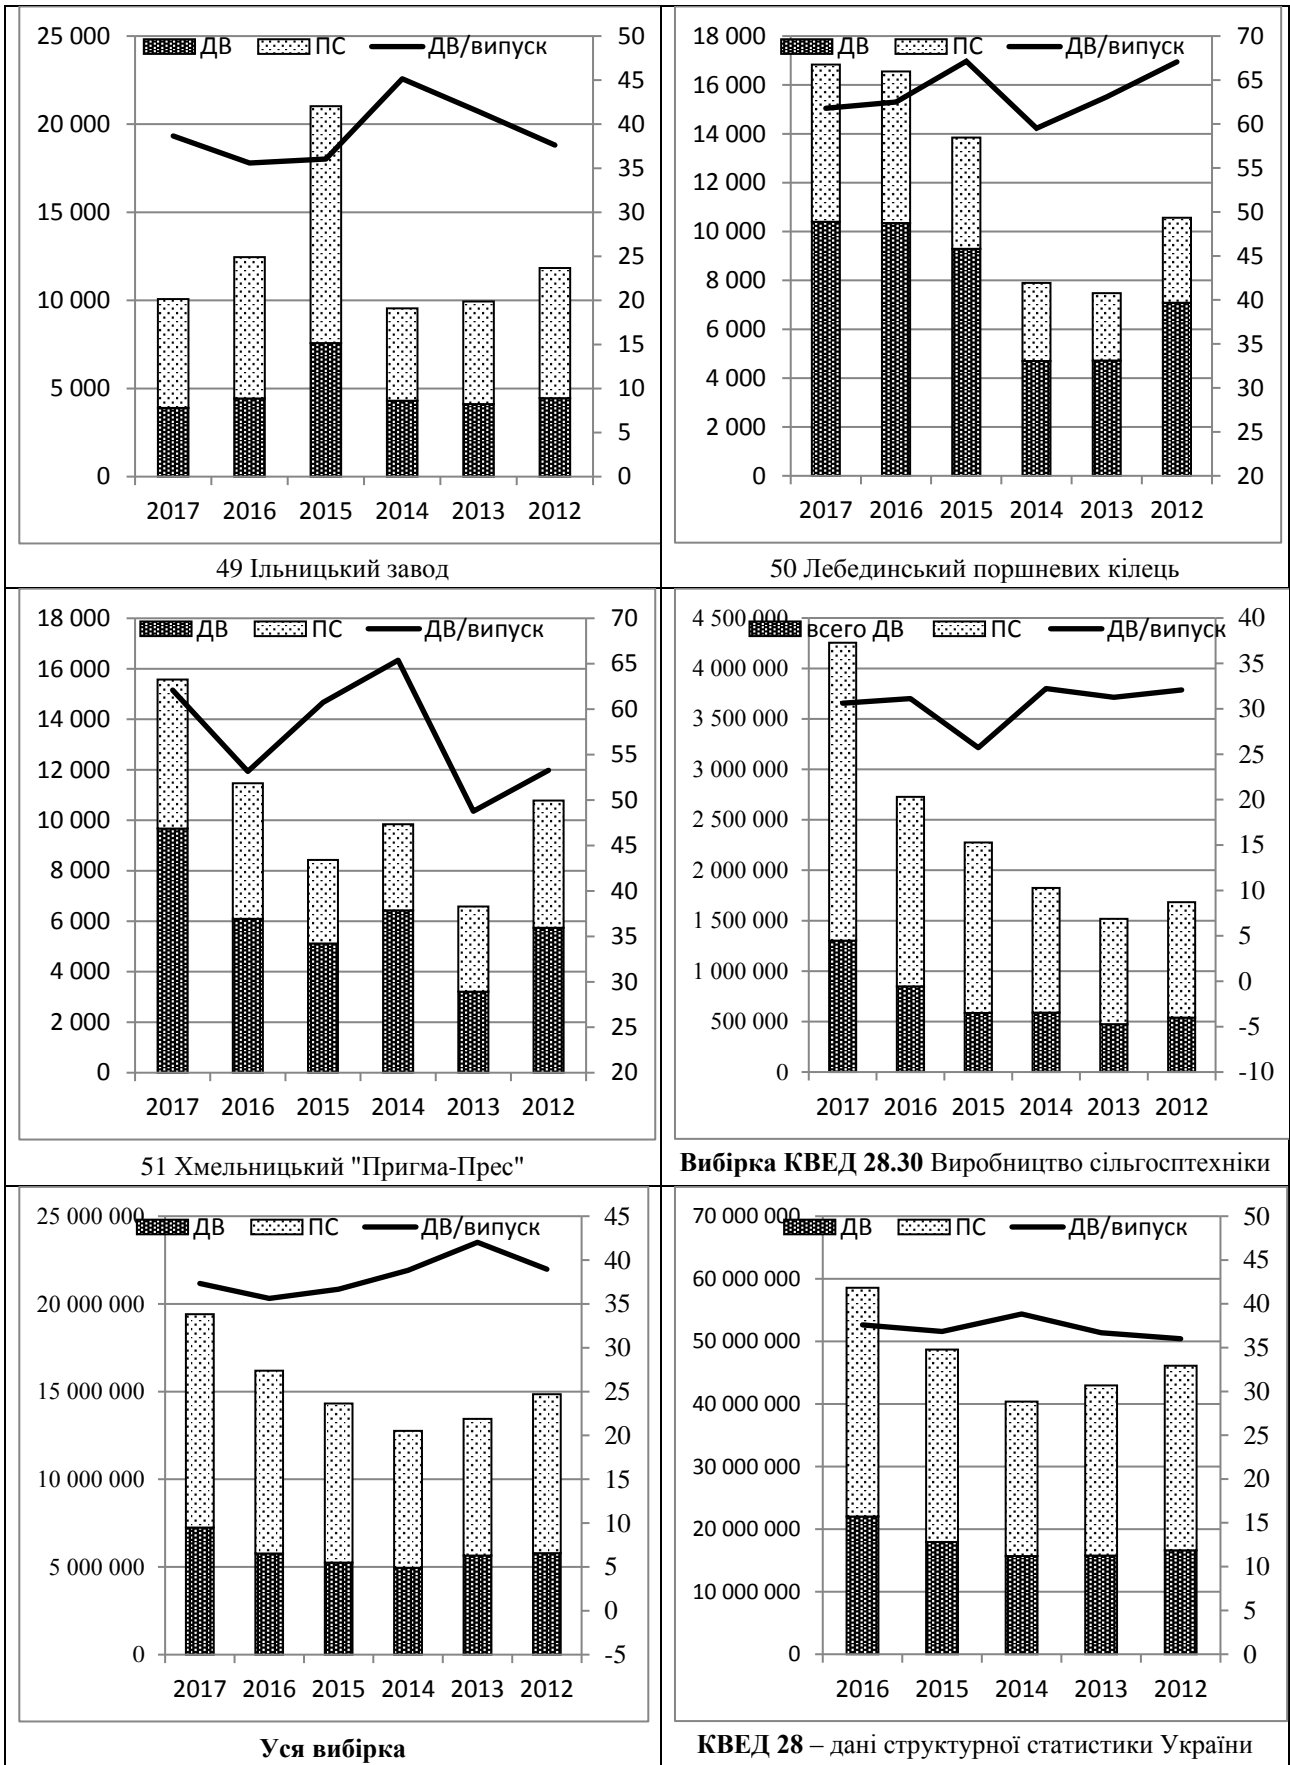 25 000
20 000
15 000
10 000
5 000
0
ДВ ПС ДВ/випуск
50
45
40
35
30
25
20
15
10
5
0
2017 2016 2015 2014 2013 2012
49 Ільницький завод
18 000
16 000
14 000
12 000
10 000
8 000
6 000
4 000
2 000
0
ДВ ПС ДВ/випуск
70
65
60
55
50
45
40
35
30
25
20
2017 2016 2015 2014 2013 2012
50 Лебединський поршневих кілець
18 000
16 000
14 000
12 000
10 000
8 000
6 000
4 000
2 000
0
ДВ ПС ДВ/випуск
70
65
60
55
50
45
40
35
30
25
20
2017 2016 2015 2014 2013 2012
51 Хмельницький "Пригма-Прес"
4 500 000
4 000 000
3 500 000
3 000 000
2 500 000
2 000 000
1 500 000
1 000 000
500 000
0
всего ДВ ПС ДВ/випуск
40
35
30
25
20
15
10
5
0
-5
-10
2017 2016 2015 2014 2013 2012
Вибірка КВЕД 28.30 Виробництво сільгосптехніки
25 000 000
20 000 000
15 000 000
10 000 000
5 000 000
0
ДВ ПС ДВ/випуск
45
40
35
30
25
20
15
10
5
0
-5
2017 2016 2015 2014 2013 2012
Уся вибірка
70 000 000
60 000 000
50 000 000
40 000 000
30 000 000
20 000 000
10 000 000
0
ДВ ПС ДВ/випуск
50
45
40
35
30
25
20
15
10
5
0
2016 2015 2014 2013 2012
КВЕД 28 – дані структурної статистики України